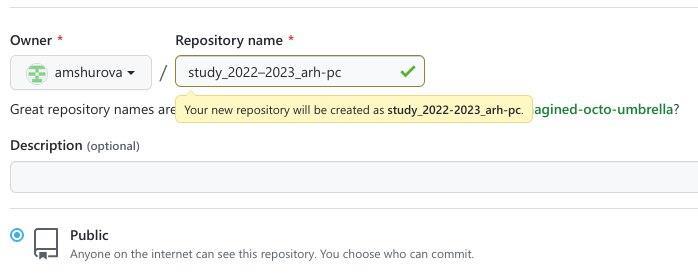 Owner * Repository name *
amshurova / study_2022–2023_arh-pc
Great repository names are agined-octo-umbrella?
Your new repository will be created as study_2022-2023_arh-pc.
Description (optional)
Public
Anyone on the internet can see this repository. You choose who can commit.